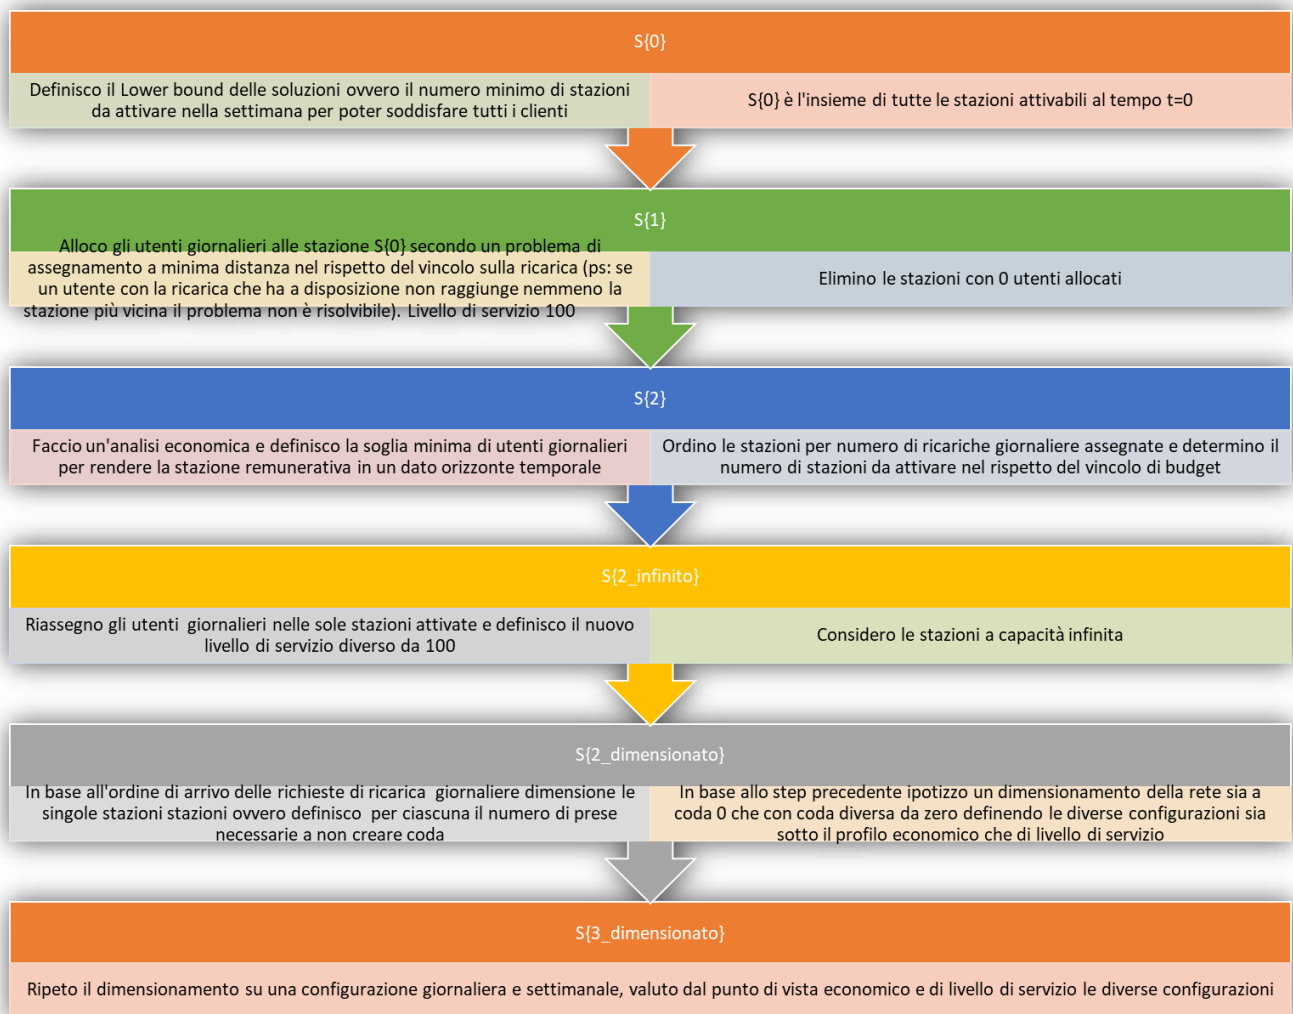 S{0}
Definisco il Lower bound delle soluzioni ovvero il numero minimo di stazioni
da attivare nella settimana per poter soddisfare tutti i clienti
S{0} è l'insieme di tutte le stazioni attivabili al tempo t=0
S{1}
Alloco gli utenti giornalieri alle stazione S{0} secondo un problema di
assegnamento a minima distanza nel rispetto del vincolo sulla ricarica (ps: se
un utente con la ricarica che ha a disposizione non raggiunge nemmeno la
stazione più vicina il problema non è risolvibile). Livello di servizio 100
Elimino le stazioni con 0 utenti allocati
S{2}
Faccio un'analisi economica e definisco la soglia minima di utenti giornalieri
per rendere la stazione remunerativa in un dato orizzonte temporale
Ordino le stazioni per numero di ricariche giornaliere assegnate e determino il
numero di stazioni da attivare nel rispetto del vincolo di budget
S{2_infinito}
Riassegno gli utenti giornalieri nelle sole stazioni attivate e definisco il nuovo
livello di servizio diverso da 100
Considero le stazioni a capacità infinita
S{2_dimensionato}
In base all'ordine di arrivo delle richieste di ricarica giornaliere dimensione le
singole stazioni stazioni ovvero definisco per ciascuna il numero di prese
necessarie a non creare coda
In base allo step precedente ipotizzo un dimensionamento della rete sia a
coda 0 che con coda diversa da zero definendo le diverse configurazioni sia
sotto il profilo economico che di livello di servizio
S{3_dimensionato}
Ripeto il dimensionamento su una configurazione giornaliera e settimanale, valuto dal punto di vista economico e di livello di servizio le diverse configurazioni